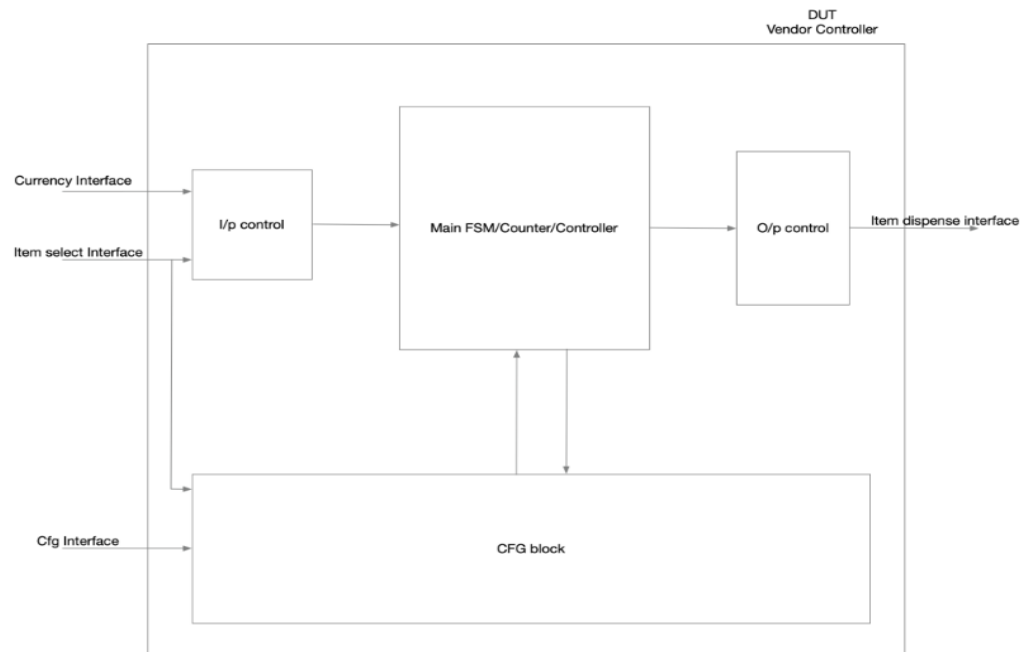 DUT
Vendor Controller
Currency Interface
I/p control
Main FSM/Counter/Controller
O/p control
Item dispense interface
Item select Interface
Cfg Interface
CFG block